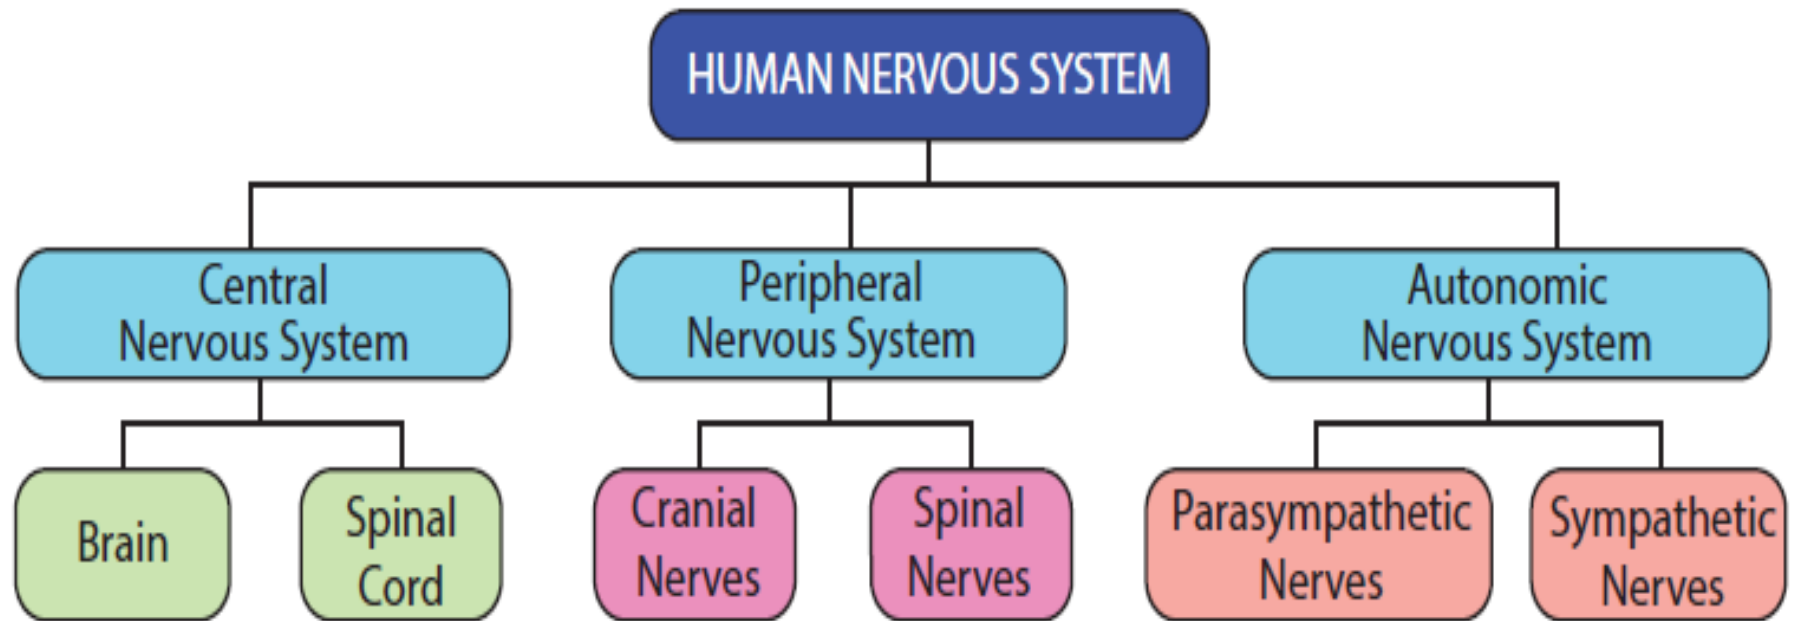 HUMAN NERVOUS SYSTEM
Central
Nervous System
Peripheral
Nervous System
Autonomic
Nervous System
Brain
Spinal
Cord
Cranial
Nerves
Spinal
Nerves
Parasympathetic
Nerves
Sympathetic
Nerves